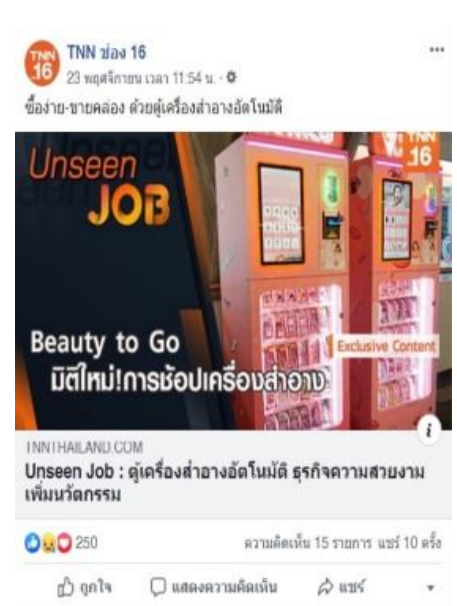 TNN
16
TNN ช่อง 16
23 พฤศจิกายน เวลา 11:54 น. ·
ซื้อง่าย-ขายคล่อง ด้วยตู้เครื่องสำอางอัตโนมัติ
TNN
16
Unseen
JOB
Beauty to Go
Exclusive Content
มิติใหม่!การช้อปเครื่องสำอาง
i
TNNTHAILAND.COM
Unseen Job : ตู้เครื่องสำอางอัตโนมัติ ธุรกิจความสวยงาม
เพิ่มนวัตกรรม
250
ความคิดเห็น 15 รายการ แชร์ 10 ครั้ง
ถูกใจ แสดงความคิดเห็น แชร์